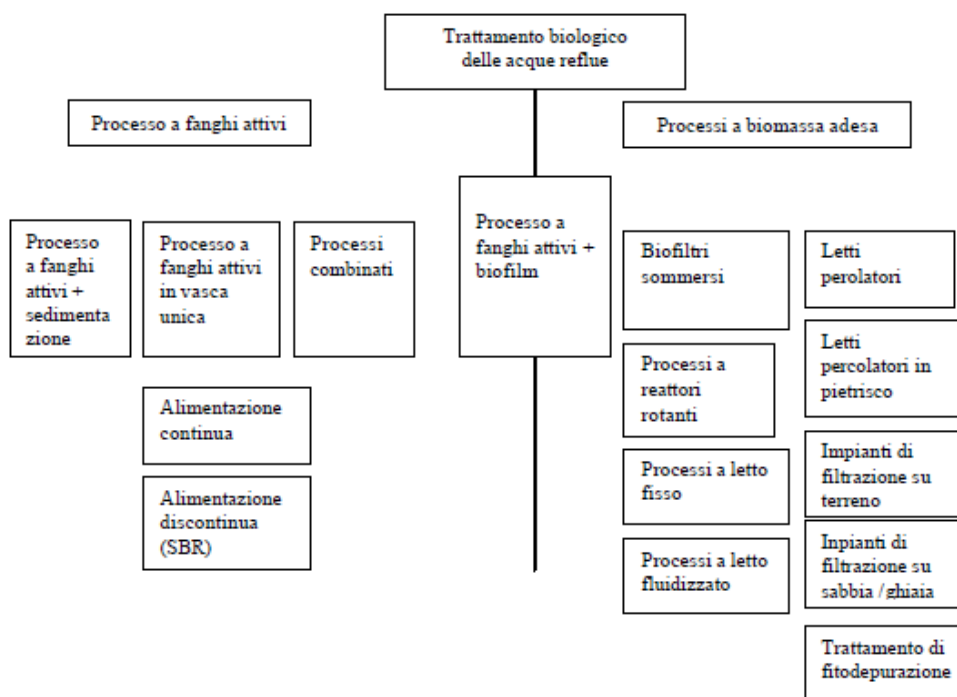 Trattamento biologico
delle acque reflue
Processo a fanghi attivi
Processi a biomassa adesa
Processo
a fanghi
attivi +
sedimenta
zione
Processo a
fanghi attivi
in vasca
unica
Processi
combinati
Processo a
fanghi attivi +
biofilm
Biofiltri
sommersi
Letti
perolatori
Processi a
reattori
rotanti
Letti
percolatori in
pietrisco
Alimentazione
continua
Alimentazione
discontinua
(SBR)
Processi a letto
fisso
Impianti di
filtrazione su
terreno
Processi a letto
fluidizzato
Inpianti di
filtrazione su
sabbia /ghiaia
Trattamento di
fitodepurazione